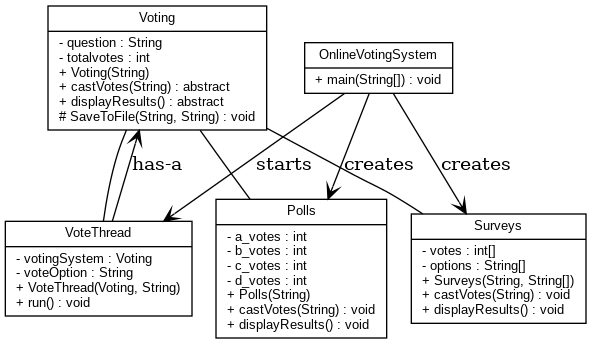 Voting
- question : String
- totalvotes : int
+ Voting(String)
+ castVotes(String) : abstract
+ displayResults() : abstract
# SaveToFile(String, String) : void
OnlineVotingSystem
+ main(String[]) : void
has-a
starts
creates
creates
VoteThread
- votingSystem : Voting
- voteOption : String
+ VoteThread(Voting, String)
+ run() : void
Polls
- a_votes : int
- b_votes : int
- c_votes : int
- d_votes : int
+ Polls(String)
+ castVotes(String) : void
+ displayResults() : void
Surveys
- votes : int[]
- options : String[]
+ Surveys(String, String[])
+ castVotes(String) : void
+ displayResults() : void